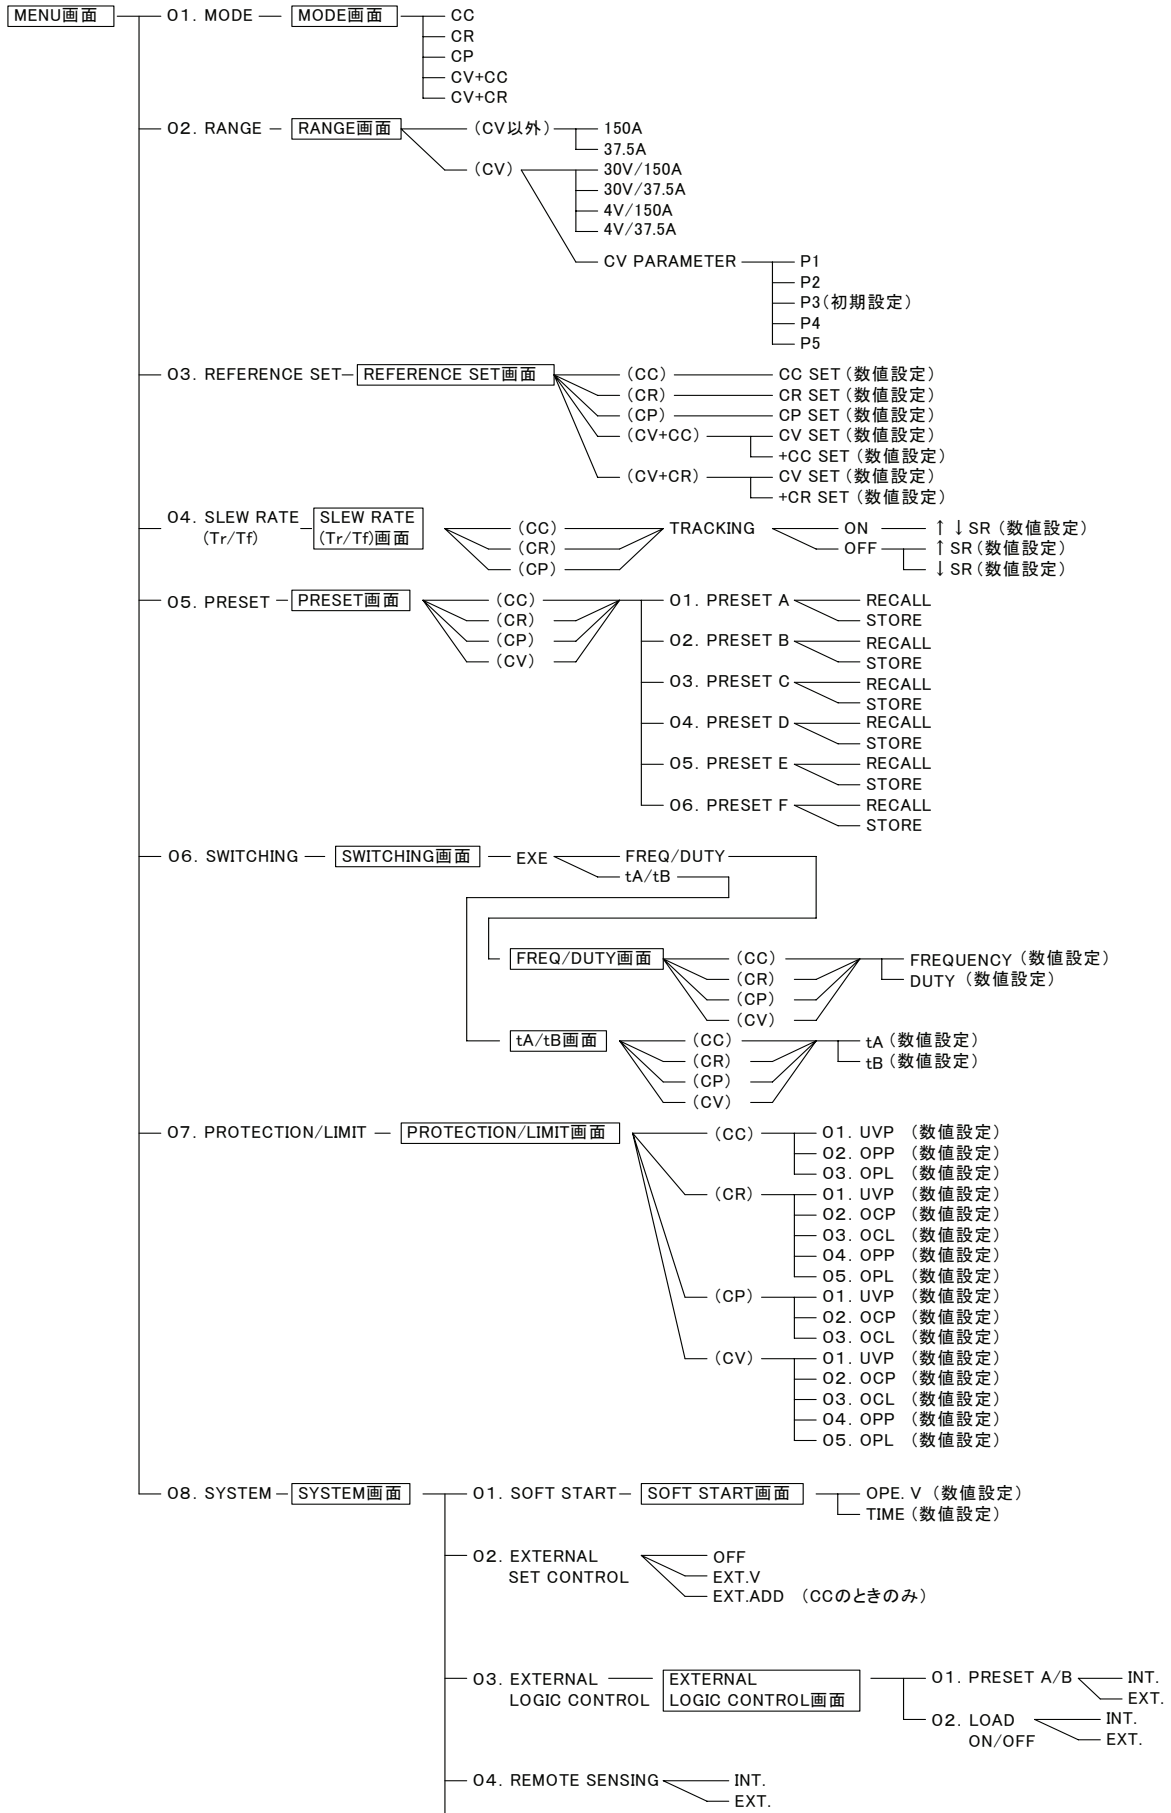 MENU画面 01. MODE MODE画面 CC
CR
CP
CV+CC
CV+CR
02. RANGE RANGE画面 (CV以外) 150A
37.5A
(CV) 30V/150A
30V/37.5A
4V/150A
4V/37.5A
CV PARAMETER P1
P2
P3(初期設定)
P4
P5
03. REFERENCE SET REFERENCE SET画面 (CC) CC SET (数値設定)
(CR) CR SET (数値設定)
(CP) CP SET (数値設定)
(CV+CC) CV SET (数値設定)
+CC SET (数値設定)
(CV+CR) CV SET (数値設定)
+CR SET (数値設定)
04. SLEW RATE SLEW RATE
(Tr/Tf) (Tr/Tf)画面 (CC) TRACKING ON ↑↓SR (数値設定)
(CR) OFF ↑SR (数値設定)
(CP) ↓SR (数値設定)
05. PRESET PRESET画面 (CC) 01. PRESET A RECALL
(CR) STORE
(CP) 02. PRESET B RECALL
(CV) STORE
03. PRESET C RECALL
STORE
04. PRESET D RECALL
STORE
05. PRESET E RECALL
STORE
06. PRESET F RECALL
STORE
06. SWITCHING SWITCHING画面 EXE FREQ/DUTY
tA/tB
FREQ/DUTY画面 (CC) FREQUENCY (数値設定)
(CR) DUTY (数値設定)
(CP)
(CV)
tA/tB画面 (CC) tA (数値設定)
(CR) tB (数値設定)
(CP)
(CV)
07. PROTECTION/LIMIT PROTECTION/LIMIT画面 (CC) 01. UVP (数値設定)
02. OPP (数値設定)
03. OPL (数値設定)
(CR) 01. UVP (数値設定)
02. OCP (数値設定)
03. OCL (数値設定)
04. OPP (数値設定)
05. OPL (数値設定)
(CP) 01. UVP (数値設定)
02. OCP (数値設定)
03. OCL (数値設定)
(CV) 01. UVP (数値設定)
02. OCP (数値設定)
03. OCL (数値設定)
04. OPP (数値設定)
05. OPL (数値設定)
08. SYSTEM SYSTEM画面 01. SOFT START SOFT START画面 OPE. V (数値設定)
TIME (数値設定)
02. EXTERNAL OFF
SET CONTROL EXT.V
EXT.ADD (CCのときのみ)
03. EXTERNAL EXTERNAL 01. PRESET A/B INT.
LOGIC CONTROL LOGIC CONTROL画面 EXT.
02. LOAD INT.
ON/OFF EXT.
04. REMOTE SENSING INT.
EXT.